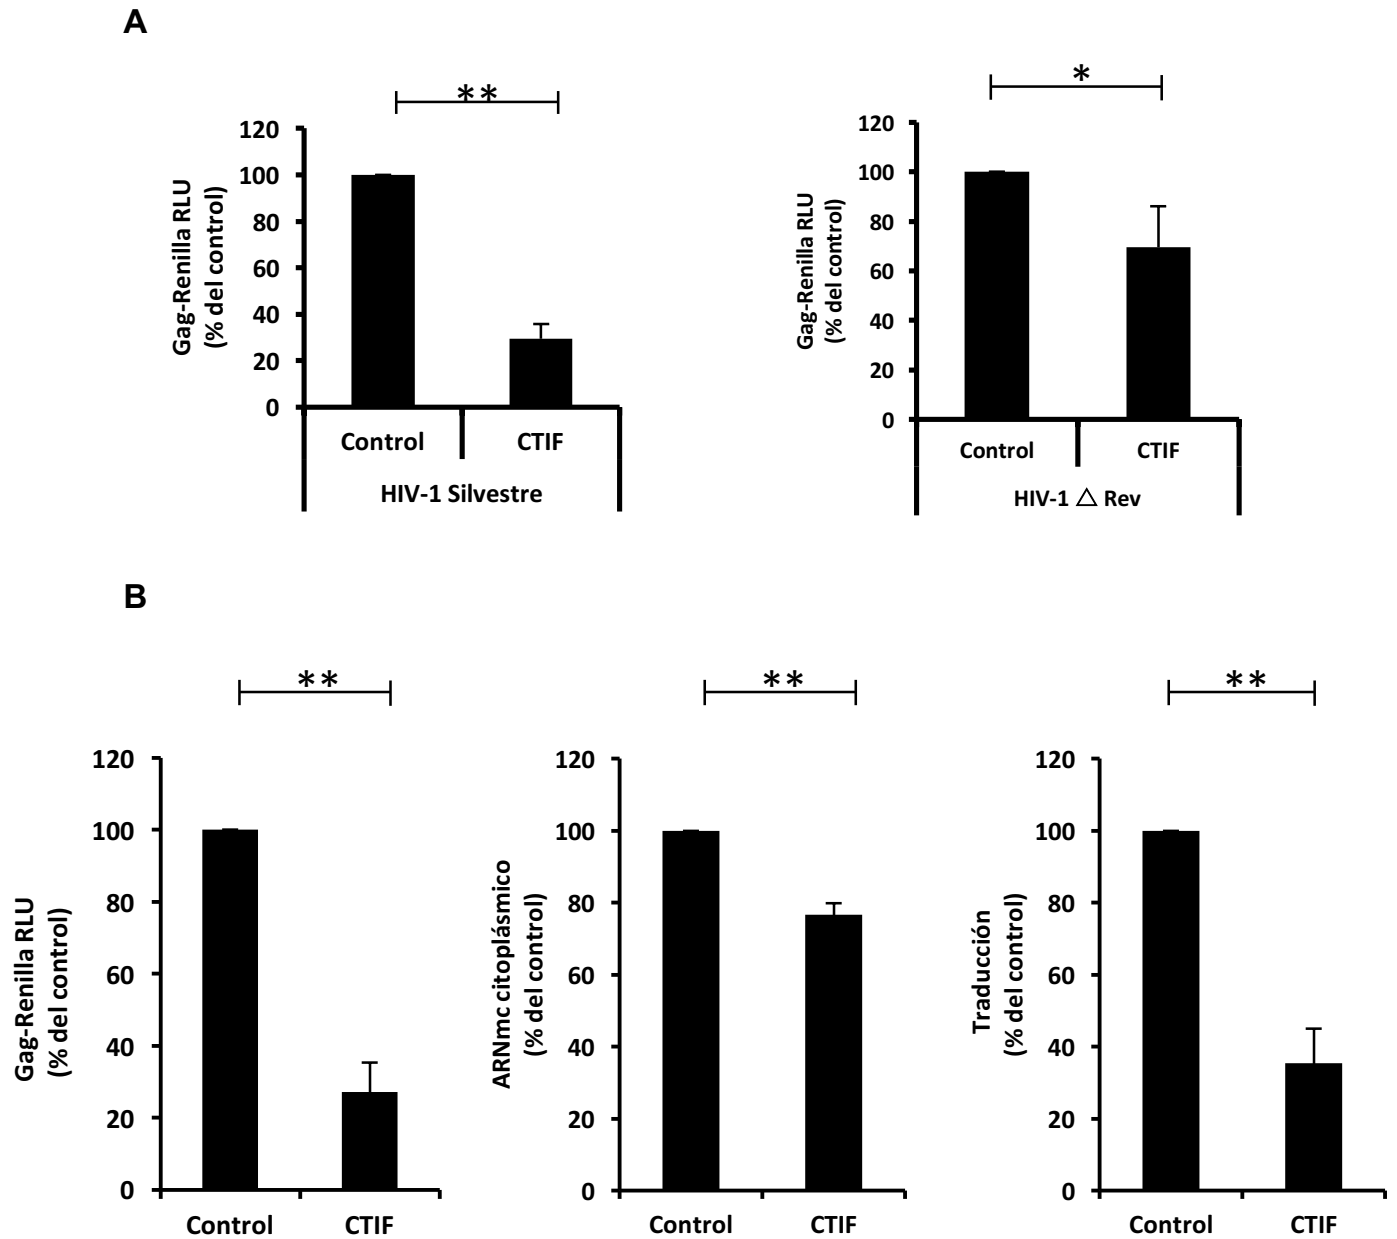 A
**
120
100
80
60
40
20
0
Gag-Renilla RLU
(% del control)
Control
CTIF
HIV-1 Silvestre
*
120
100
80
60
40
20
0
Gag-Renilla RLU
(% del control)
Control
CTIF
HIV-1 △ Rev
B
**
120
100
80
60
40
20
0
Gag-Renilla RLU
(% del control)
Control
CTIF
**
120
100
80
60
40
20
0
ARNmc citoplásmico
(% del control)
Control
CTIF
**
120
100
80
60
40
20
0
Traducción
(% del control)
Control
CTIF